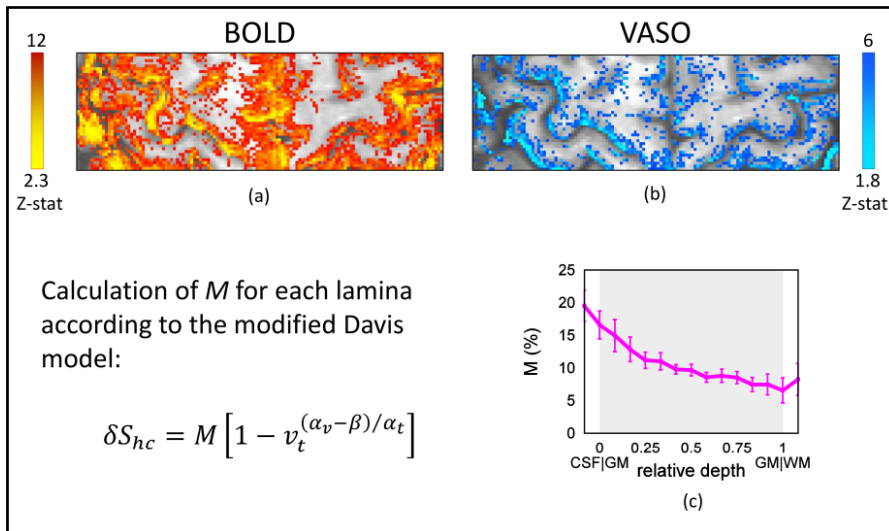 BOLD
VASO
12
2.3
Z-stat
6
1.8
Z-stat
(a)
(b)
Calculation of M for each lamina
according to the modified Davis
model:
δS_hc = M [1 − v_t^{(α_v−β)/α_t}]
M (%)
25
20
15
10
5
0
0 0.25 0.5 0.75 1
CSF|GM GM|WM
relative depth
(c)